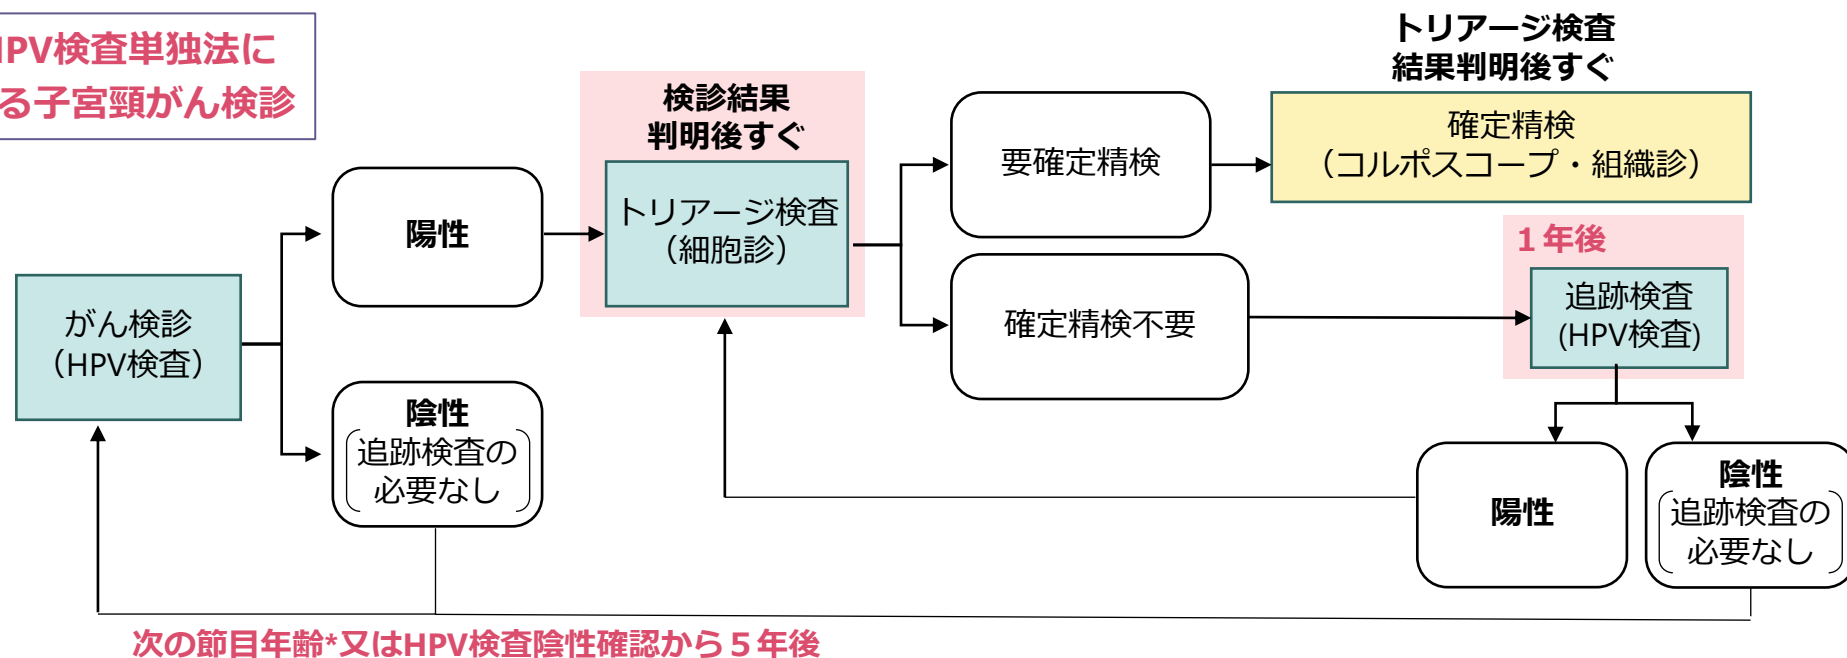 HPV検査単独法に
る子宮頸がん検診
トリアージ検査
結果判明後すぐ
検診結果
判明後すぐ
確定精検
（コルポスコープ・組織診）
要確定精検
陽性
トリアージ検査
（細胞診）
１年後
がん検診
（HPV検査）
確定精検不要
追跡検査
(HPV検査)
陰性
追跡検査の
必要なし
陽性
陰性
追跡検査の
必要なし
次の節目年齢*又はHPV検査陰性確認から５年後